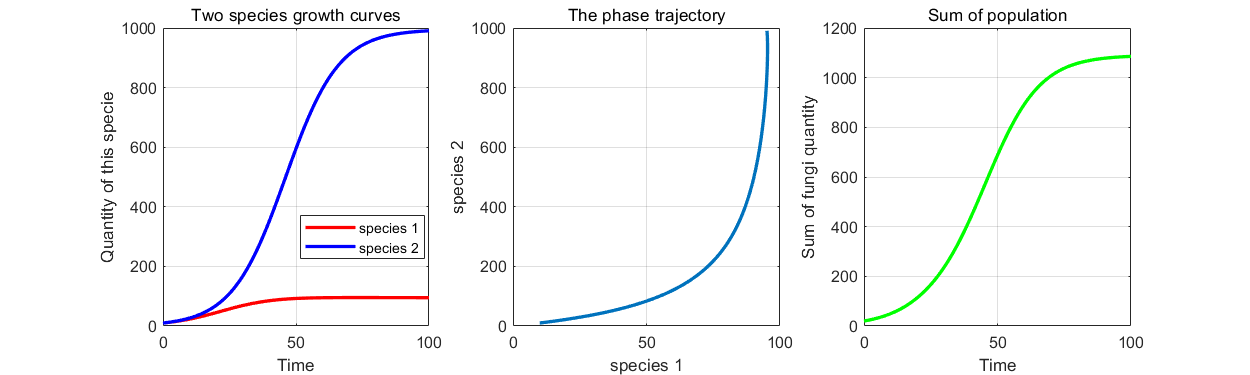 Two species growth curves
1000
800
600
400
200
0
0
50
100
Quantity of this specie
Time
species 1
species 2
The phase trajectory
1000
800
600
400
200
0
0
50
100
species 2
species 1
Sum of population
1200
1000
800
600
400
200
0
0
50
100
Sum of fungi quantity
Time